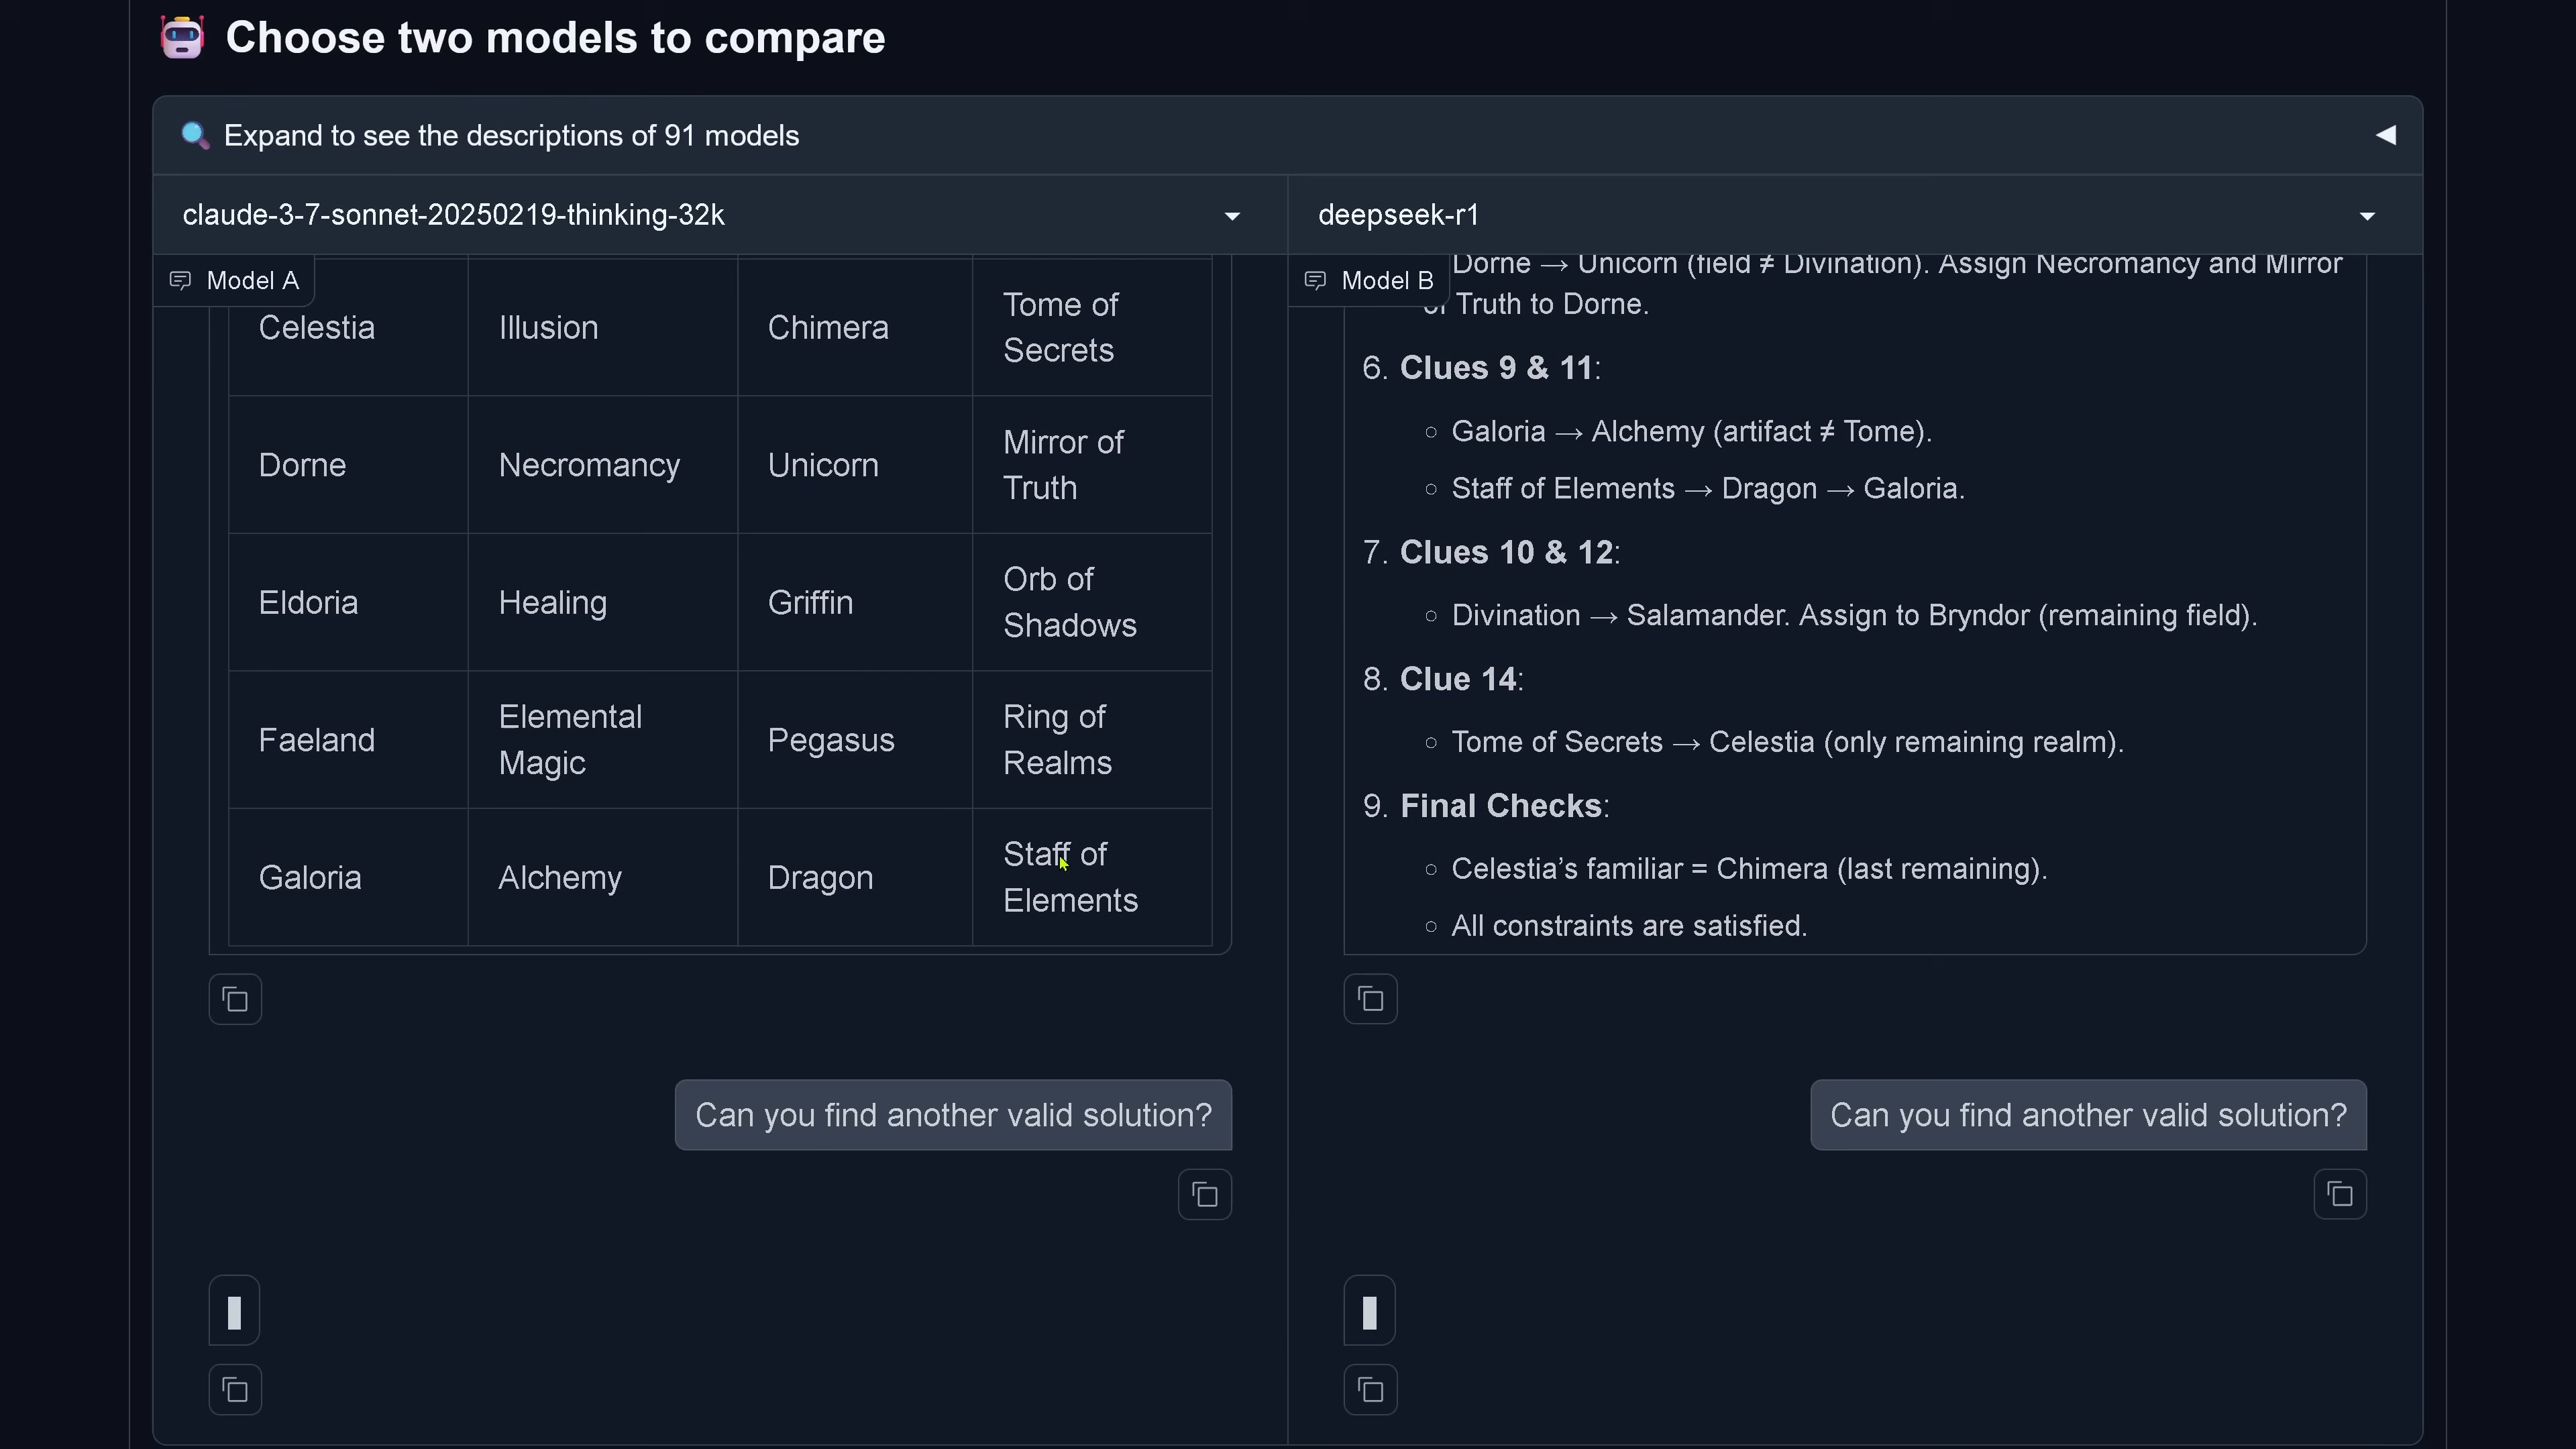 Choose two models to compare
Expand to see the descriptions of 91 models
claude-3-7-sonnet-20250219-thinking-32k
deepseek-r1
Model A
Celestia Illusion Chimera Tome of
Secrets
Dorne Necromancy Unicorn Mirror of
Truth
Eldoria Healing Griffin Orb of
Shadows
Faeland Elemental
Magic Pegasus Ring of
Realms
Galoria Alchemy Dragon Staff of
Elements
Can you find another valid solution?
Model B
Dorne → Unicorn (field ≠ Divination). Assign Necromancy and Mirror
of Truth to Dorne.
6. Clues 9 & 11:
○ Galoria → Alchemy (artifact ≠ Tome).
○ Staff of Elements → Dragon → Galoria.
7. Clues 10 & 12:
○ Divination → Salamander. Assign to Bryndor (remaining field).
8. Clue 14:
○ Tome of Secrets → Celestia (only remaining realm).
9. Final Checks:
○ Celestia’s familiar = Chimera (last remaining).
○ All constraints are satisfied.
Can you find another valid solution?